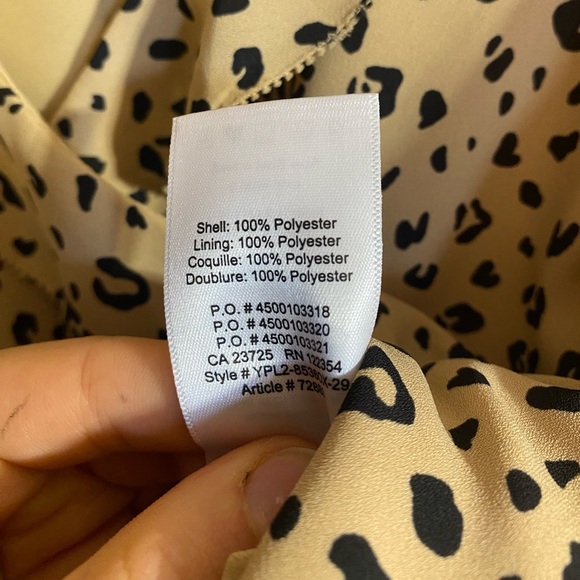 Shell: 100% Polyester
Lining: 100% Polyester
Coquille: 100% Polyester
Doublure: 100% Polyester
P.O. # 4500103318
P.O. # 4500103320
P.O. # 4500103321
CA 23725 RN 122354
Style #
Article #